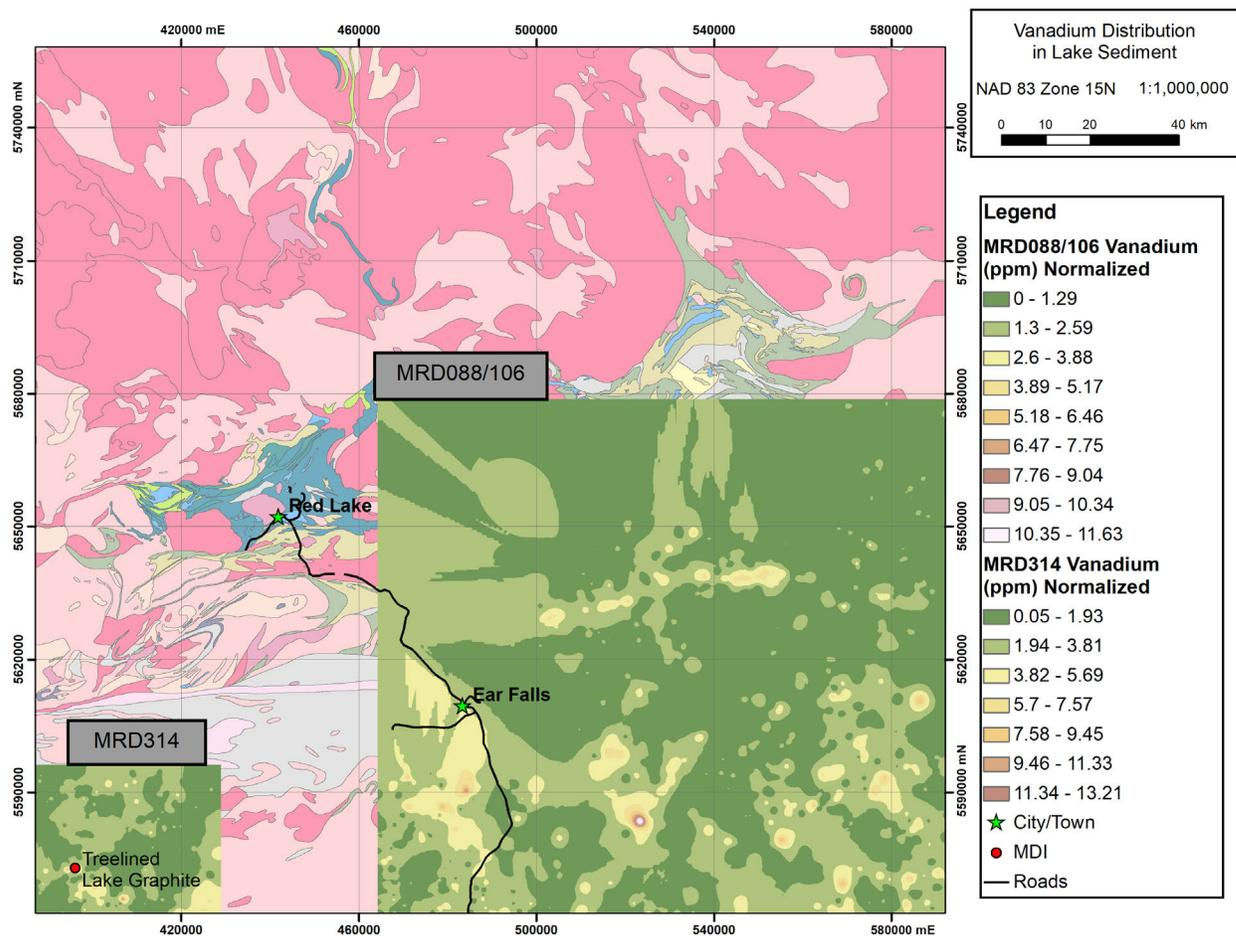 420000 mE
460000
500000
540000
580000
Vanadium Distribution
in Lake Sediment
NAD 83 Zone 15N 1:1,000,000
0 10 20 40 km
5740000 mN
5740000
5710000
5710000
5680000
5680000
5650000
5650000
5620000
5620000
5590000
5590000 mN
MRD088/106
Red Lake
Ear Falls
MRD314
Treelined
Lake Graphite
Legend
MRD088/106 Vanadium
(ppm) Normalized
0 - 1.29
1.3 - 2.59
2.6 - 3.88
3.89 - 5.17
5.18 - 6.46
6.47 - 7.75
7.76 - 9.04
9.05 - 10.34
10.35 - 11.63
MRD314 Vanadium
(ppm) Normalized
0.05 - 1.93
1.94 - 3.81
3.82 - 5.69
5.7 - 7.57
7.58 - 9.45
9.46 - 11.33
11.34 - 13.21
City/Town
MDI
Roads
420000
460000
500000
540000
580000 mE